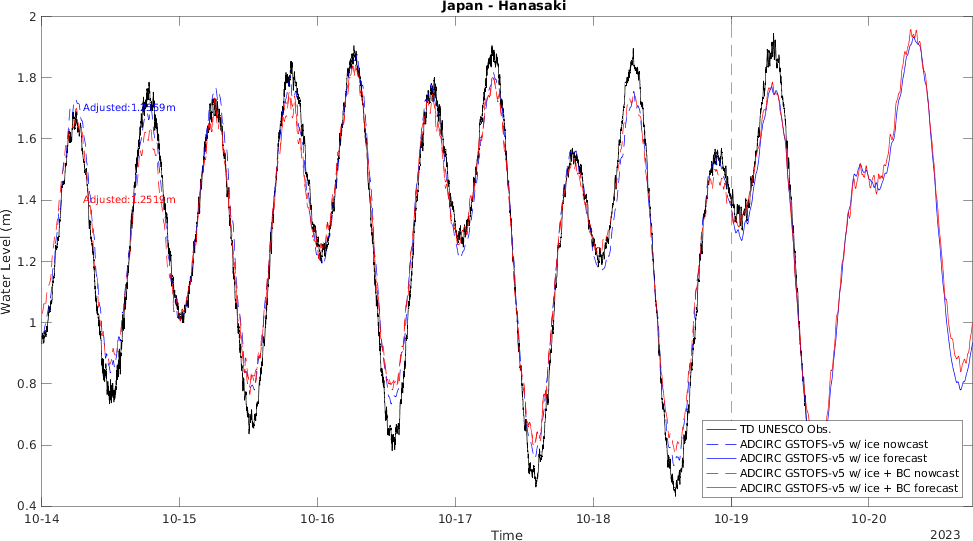 Japan - Hanasaki
2
1.8
1.6
1.4
1.2
1
0.8
0.6
0.4
Water Level (m)
Adjusted:1.2519m
TD UNESCO Obs.
ADCIRC GSTOFS-v5 w/ ice nowcast
ADCIRC GSTOFS-v5 w/ ice forecast
ADCIRC GSTOFS-v5 w/ ice + BC nowcast
ADCIRC GSTOFS-v5 w/ ice + BC forecast
10-14 10-15 10-16 10-17 10-18 10-19 10-20
Time
2023